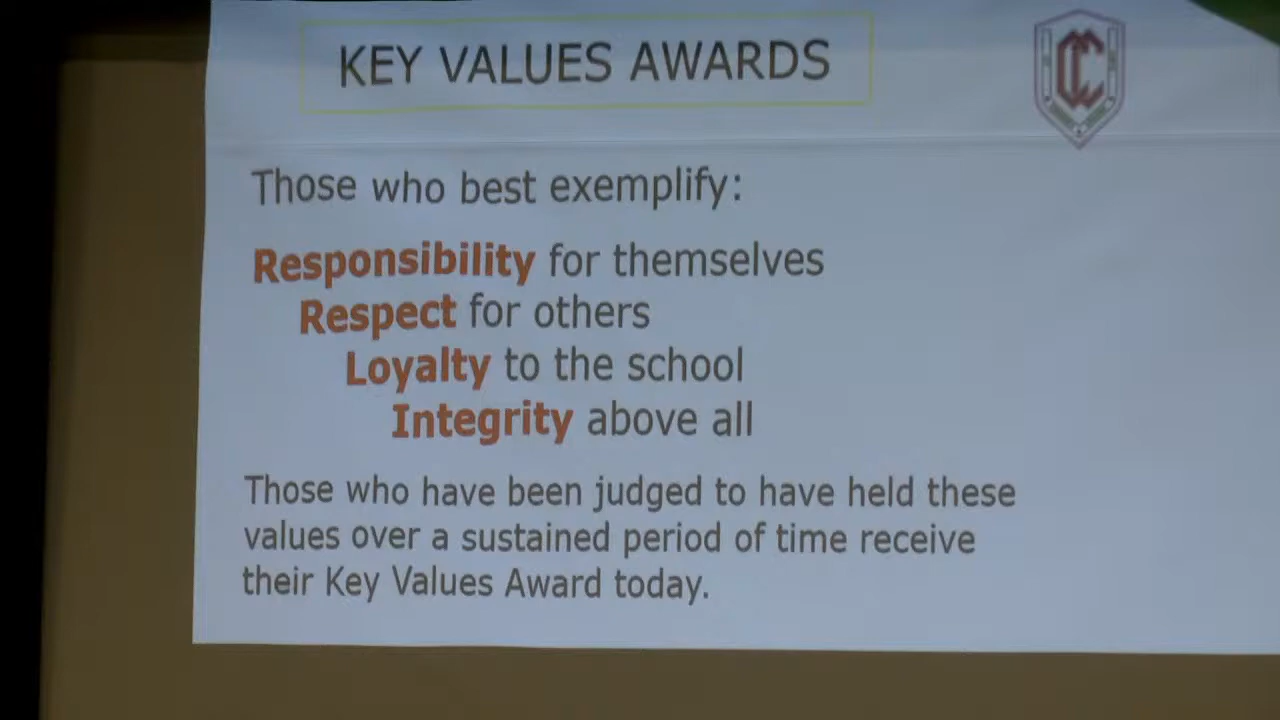 KEY VALUES AWARDS
Those who best exemplify:
Responsibility for themselves
Respect for others
Loyalty to the school
Integrity above all
Those who have been judged to have held these
values over a sustained period of time receive
their Key Values Award today.